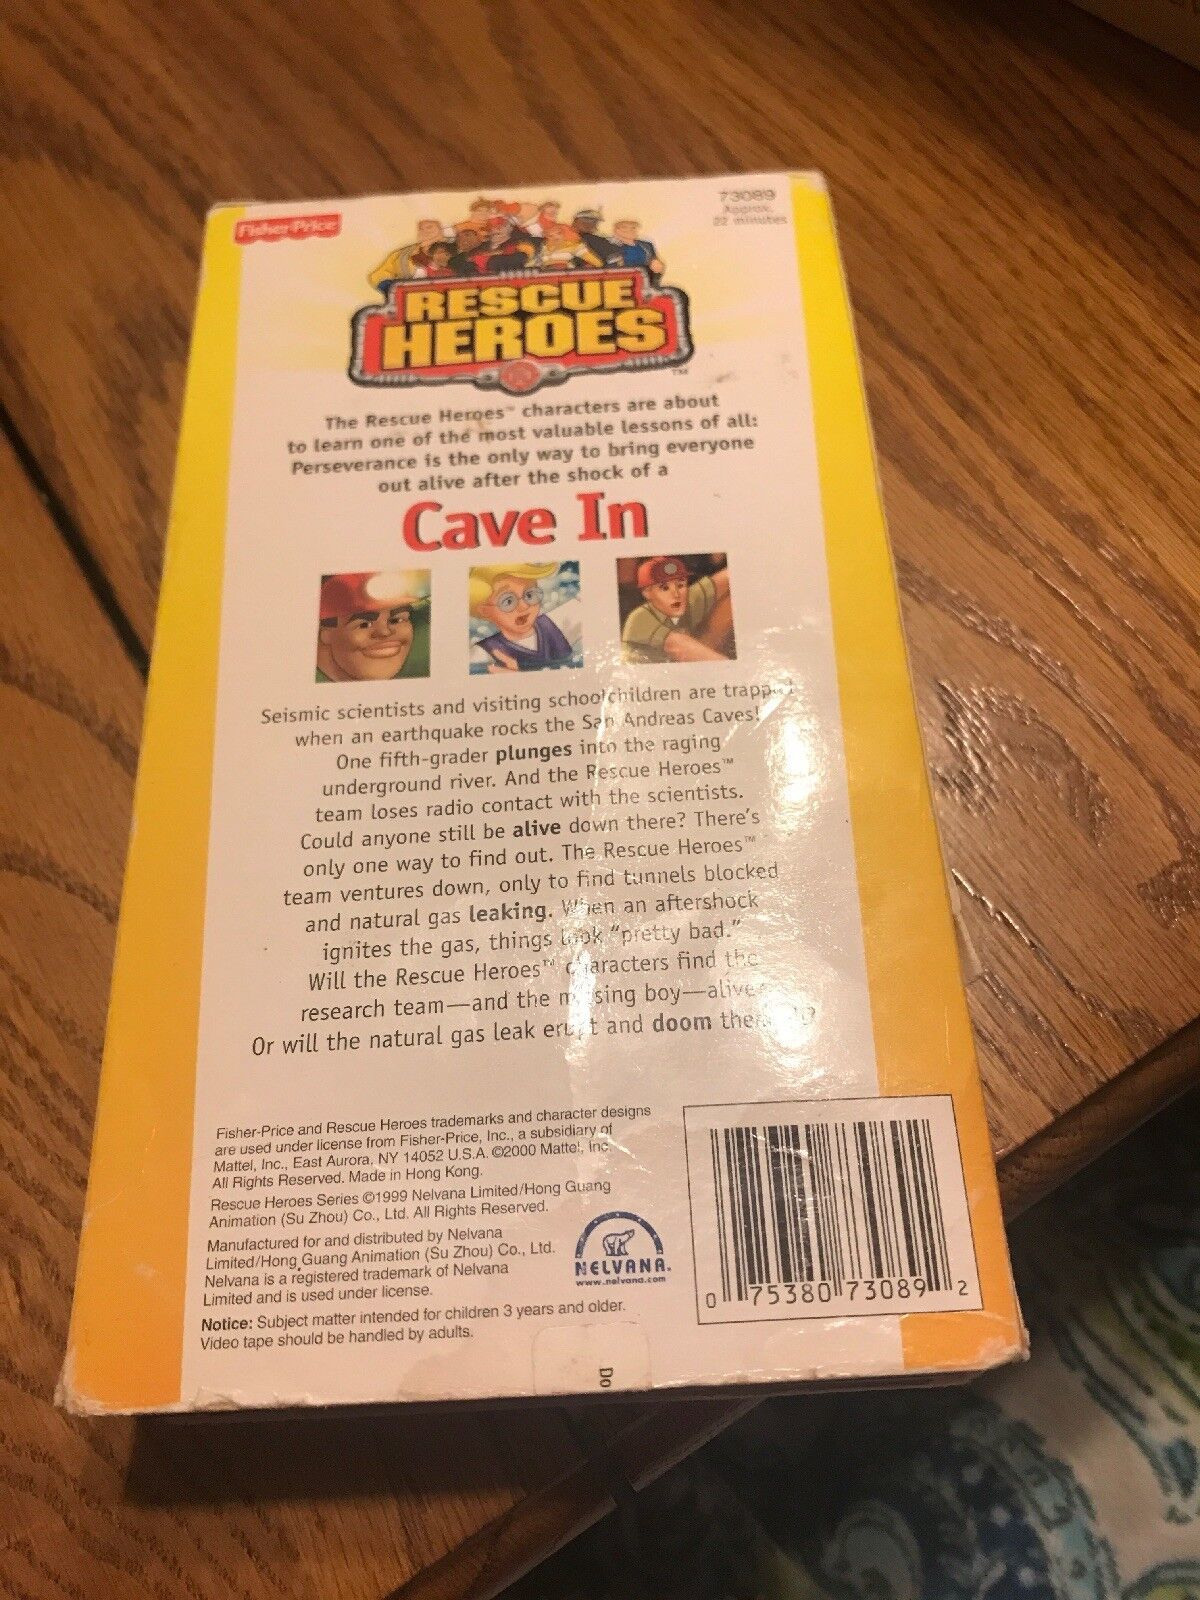 Fisher-Price
73089
Approx.
22 minutes
RESCUE
HEROES
TM
The Rescue Heroes™ characters are about
to learn one of the most valuable lessons of all:
Perseverance is the only way to bring everyone
out alive after the shock of a
Cave In
Seismic scientists and visiting schoolchildren are trapped
when an earthquake rocks the San Andreas Caves!
One fifth-grader plunges into the raging
underground river. And the Rescue Heroes™
team loses radio contact with the scientists.
Could anyone still be alive down there? There's
only one way to find out. The Rescue Heroes™
team ventures down, only to find tunnels blocked
and natural gas leaking. When an aftershock
ignites the gas, things look “pretty bad.”
Will the Rescue Heroes™ characters find the
research team—and the missing boy—alive
Or will the natural gas leak erupt and doom
Fisher-Price and Rescue Heroes trademarks and character designs
are used under license from Fisher-Price, Inc., a subsidiary of
Mattel, Inc., East Aurora, NY 14052 U.S.A. ©2000 Mattel, Inc.
All Rights Reserved. Made in Hong Kong.
Rescue Heroes Series ©1999 Nelvana Limited/Hong Guang
Animation (Su Zhou) Co., Ltd. All Rights Reserved.
Manufactured for and distributed by Nelvana
Limited/Hong Guang Animation (Su Zhou) Co., Ltd.
Nelvana is a registered trademark of Nelvana
Limited and is used under license.
Notice: Subject matter intended for children 3 years and older.
Video tape should be handled by adults.
NELVANA.
www.nelvana.com
0 75380 73089 2
Do